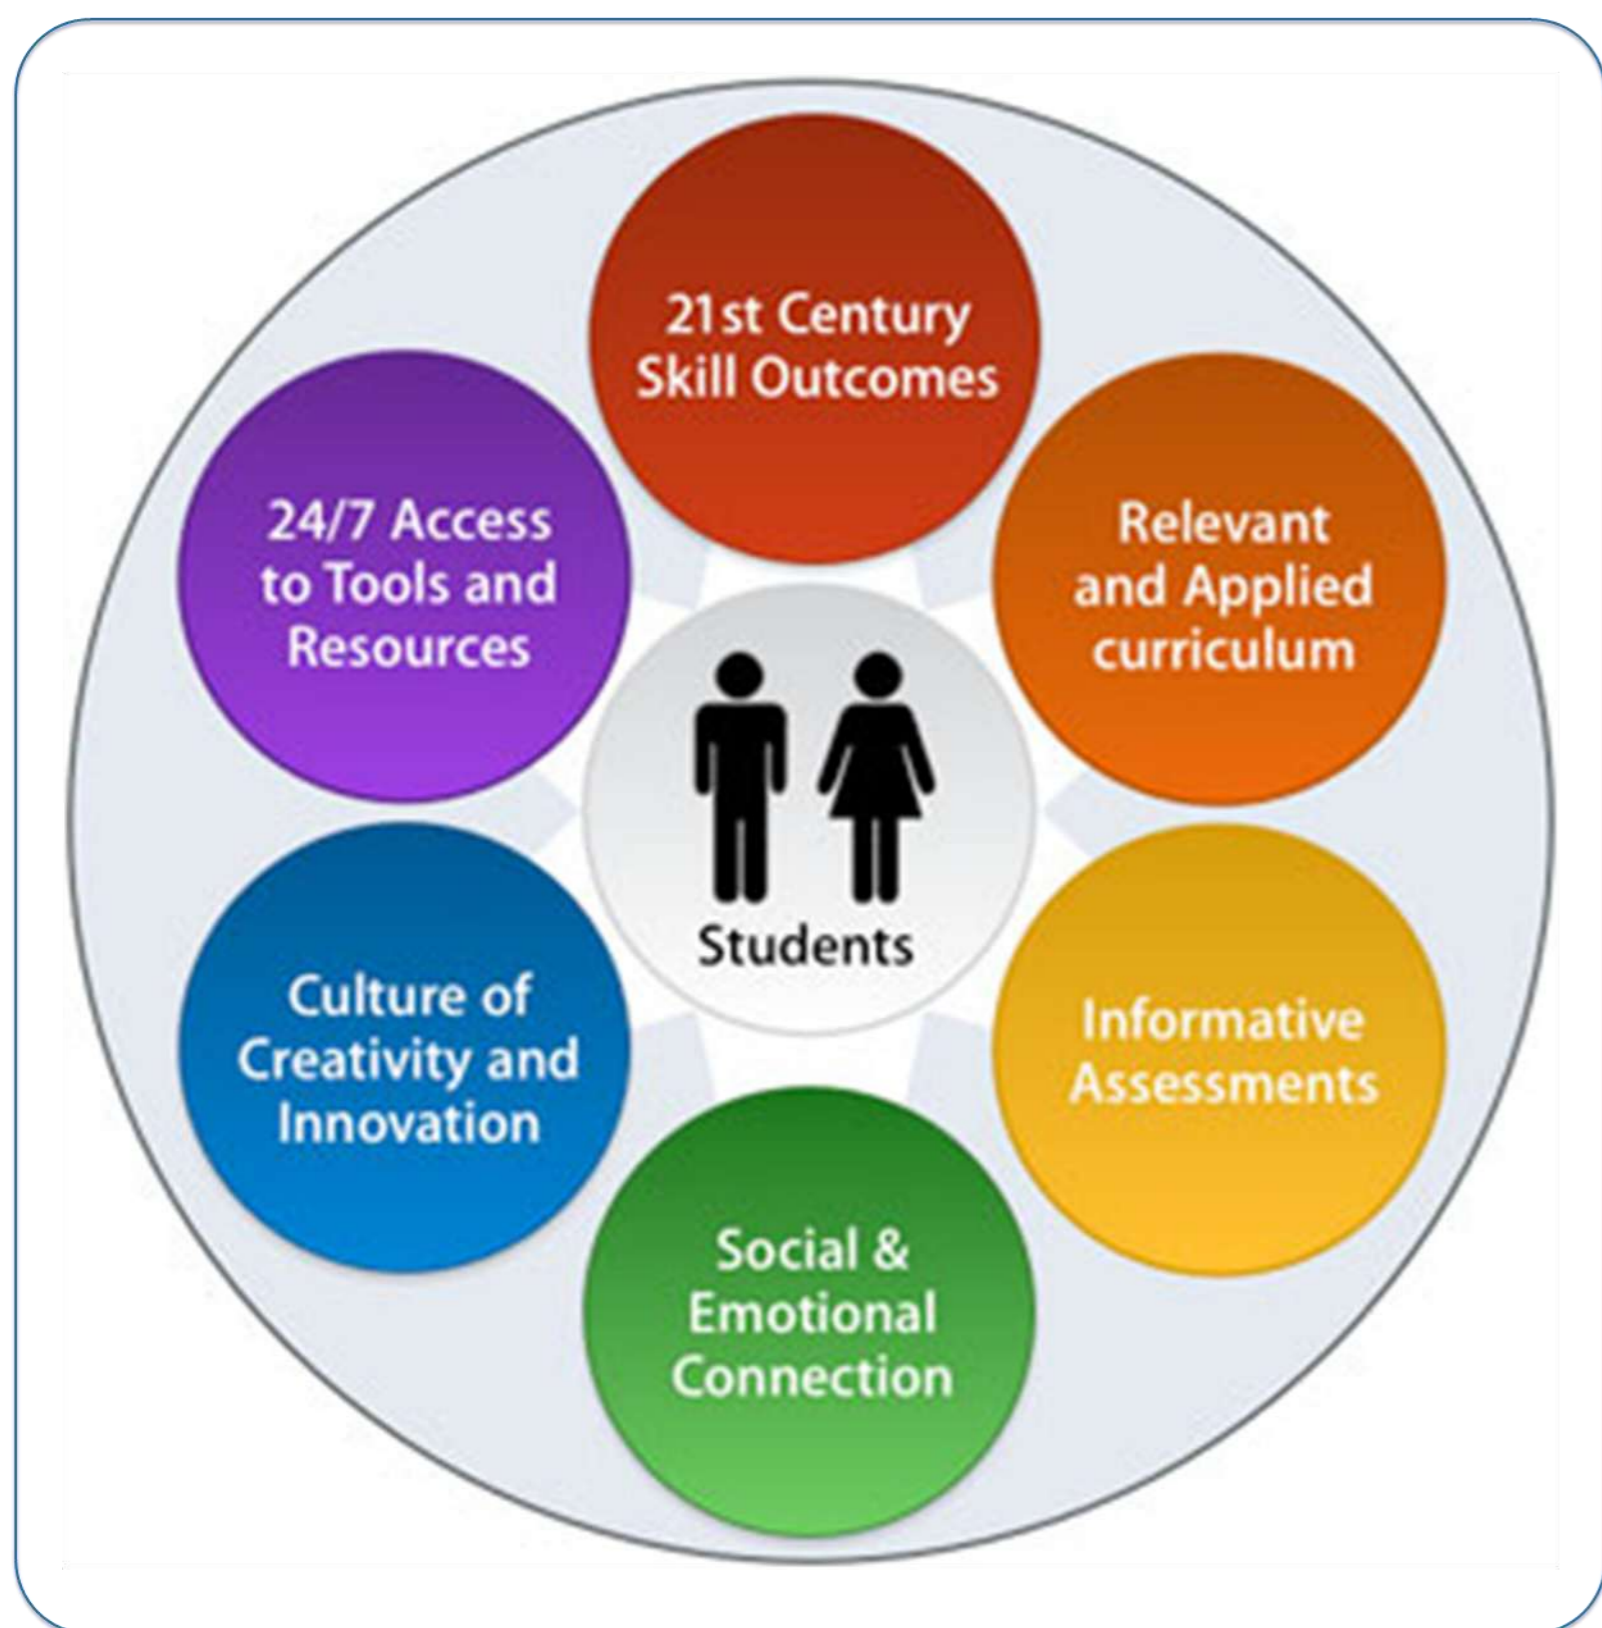 21st Century
Skill Outcomes
Relevant
and Applied
curriculum
Informative
Assessments
Social &
Emotional
Connection
Culture of
Creativity and
Innovation
24/7 Access
to Tools and
Resources
Students